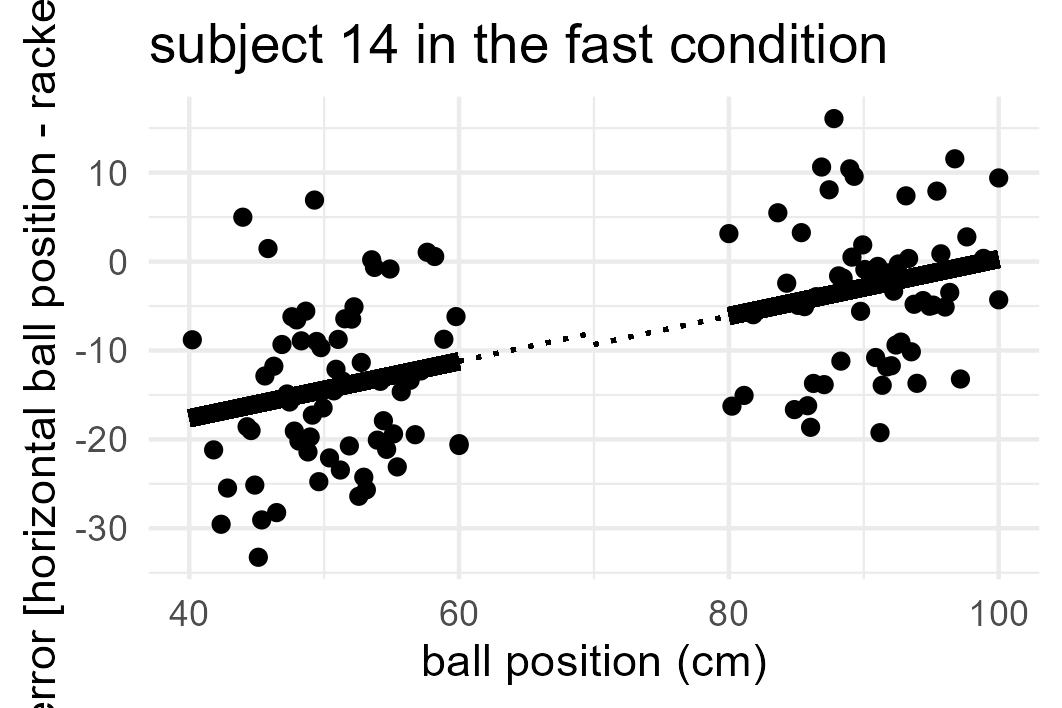 subject 14 in the fast condition
error [horizontal ball position - racke
10
0
-10
-20
-30
40 60 80 100
ball position (cm)